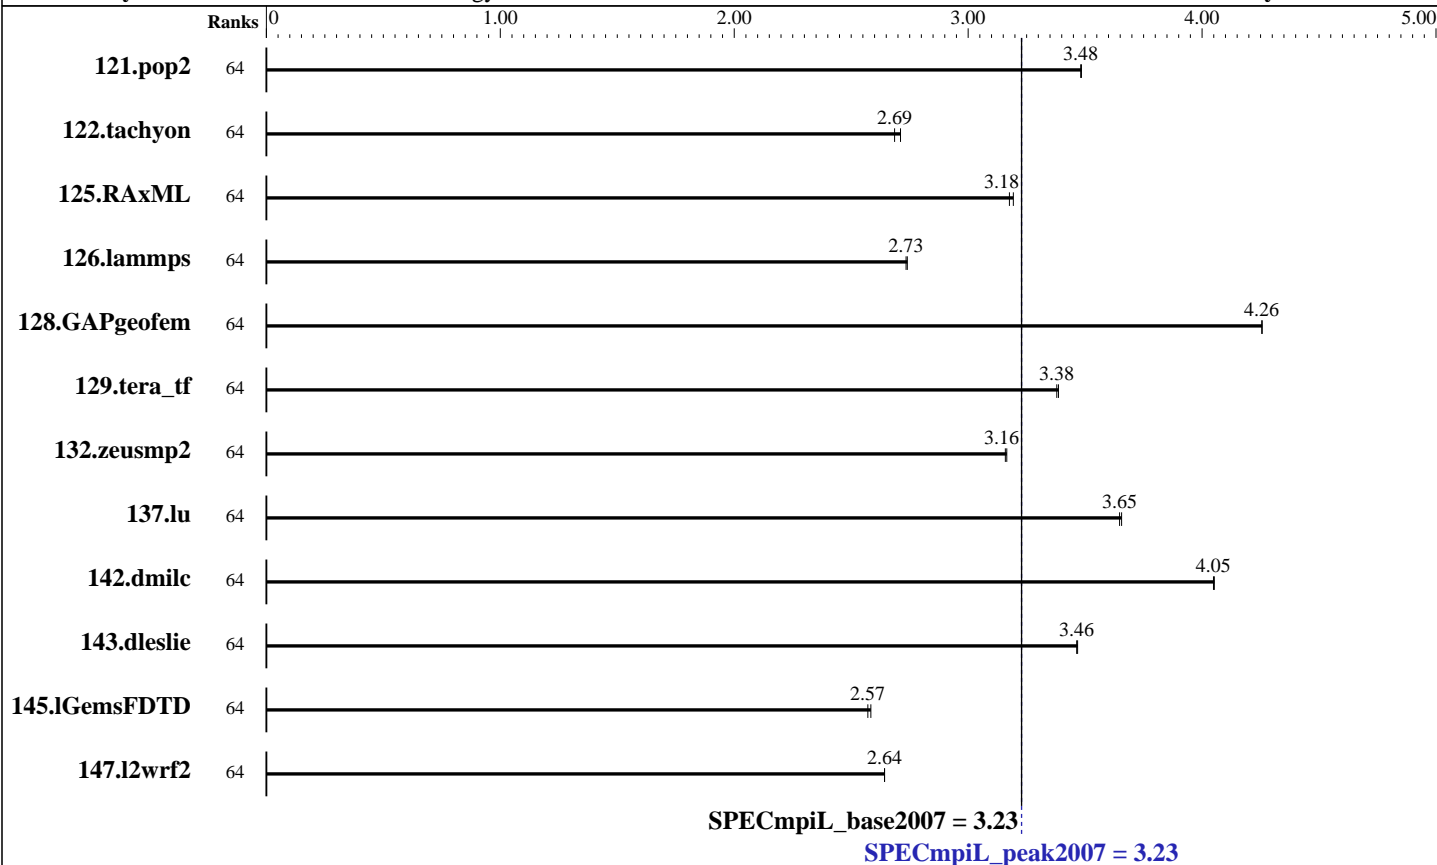 Ranks 0 1.00 2.00 3.00 4.00 5.00
121.pop2 64 3.48
122.tachyon 64 2.69
125.RAxML 64 3.18
126.lammps 64 2.73
128.GAPgeofem 64 4.26
129.tera_tf 64 3.38
132.zeusmp2 64 3.16
137.lu 64 3.65
142.dmilc 64 4.05
143.dleslie 64 3.46
145.lGemsFDTD 64 2.57
147.l2wrf2 64 2.64
SPECmpiL_base2007 = 3.23
SPECmpiL_peak2007 = 3.23